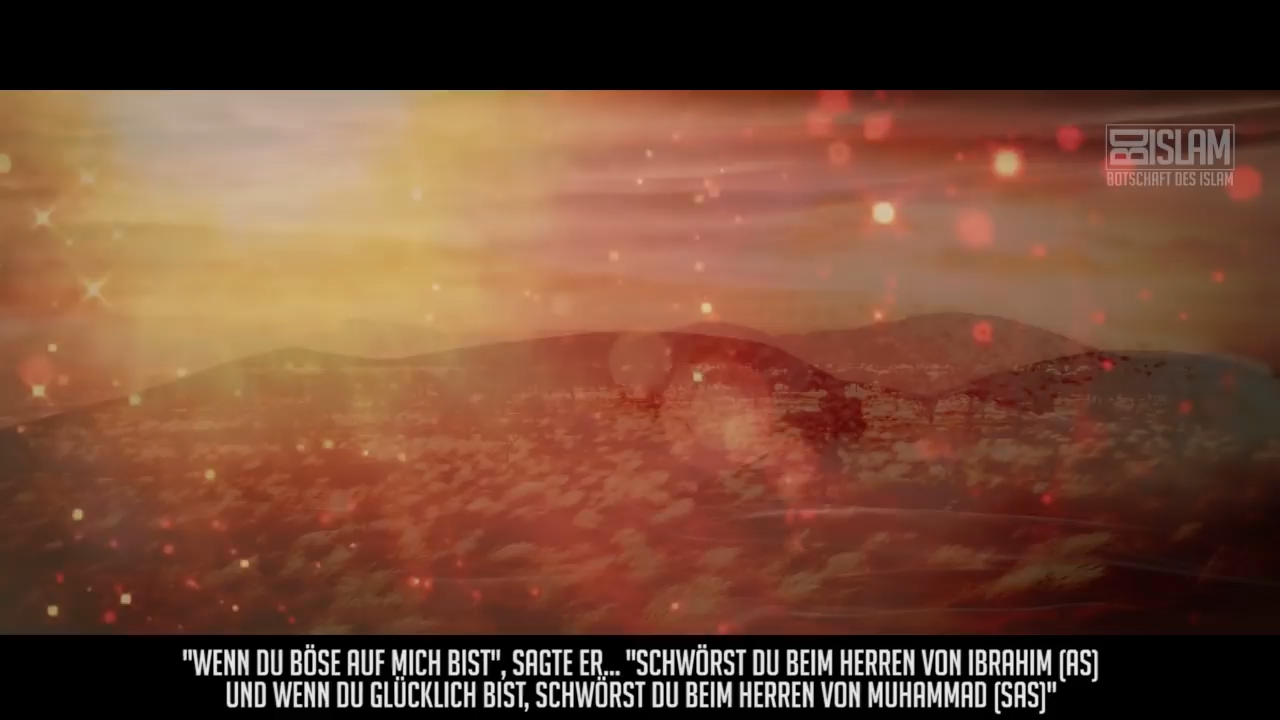 BDISLAM
BOTSCHAFT DES ISLAM
"WENN DU BÖSE AUF MICH BIST", SAGTE ER... "SCHWÖRST DU BEIM HERREN VON IBRAHIM (AS)
UND WENN DU GLÜCKLICH BIST, SCHWÖRST DU BEIM HERREN VON MUHAMMAD (SAS)"